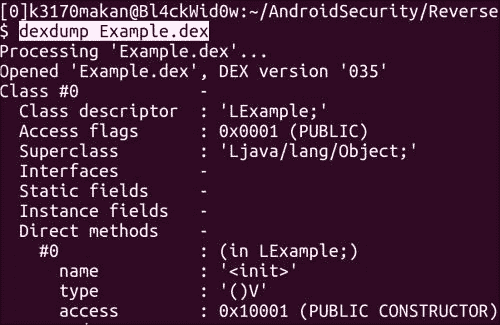 [0]k3170makan@Bl4ckWid0w:~/AndroidSecurity/Reverse
$ dexdump Example.dex
Processing 'Example.dex'...
Opened 'Example.dex', DEX version '035'
Class #0            -
  Class descriptor  : 'LExample;'
  Access flags      : 0x0001 (PUBLIC)
  Superclass        : 'Ljava/lang/Object;'
  Interfaces        -
  Static fields     -
  Instance fields   -
  Direct methods    -
    #0              : (in LExample;)
      name          : '<init>'
      type          : '()V'
      access        : 0x10001 (PUBLIC CONSTRUCTOR)